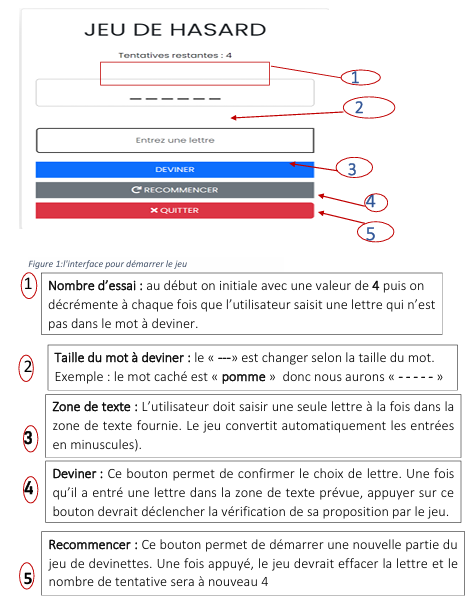 JEU DE HASARD
Tentatives restantes : 4
1
_ _ _ _ _ _
2
Entrez une lettre
DEVINER
3
RECOMMENCER
4
QUITTER
5
Figure 1:l'interface pour démarrer le jeu
1
Nombre d'essai : au début on initiale avec une valeur de 4 puis on
décrémente à chaque fois que l'utilisateur saisit une lettre qui n'est
pas dans le mot à deviner.
2
Taille du mot à deviner : le « ---» est changer selon la taille du mot.
Exemple : le mot caché est « pomme » donc nous aurons « - - - - - »
3
Zone de texte : L'utilisateur doit saisir une seule lettre à la fois dans la
zone de texte fournie. Le jeu convertit automatiquement les entrées
en minuscules).
4
Deviner : Ce bouton permet de confirmer le choix de lettre. Une fois
qu'il a entré une lettre dans la zone de texte prévue, appuyer sur ce
bouton devrait déclencher la vérification de sa proposition par le jeu.
5
Recommencer : Ce bouton permet de démarrer une nouvelle partie du
jeu de devinettes. Une fois appuyé, le jeu devrait effacer la lettre et le
nombre de tentative sera à nouveau 4